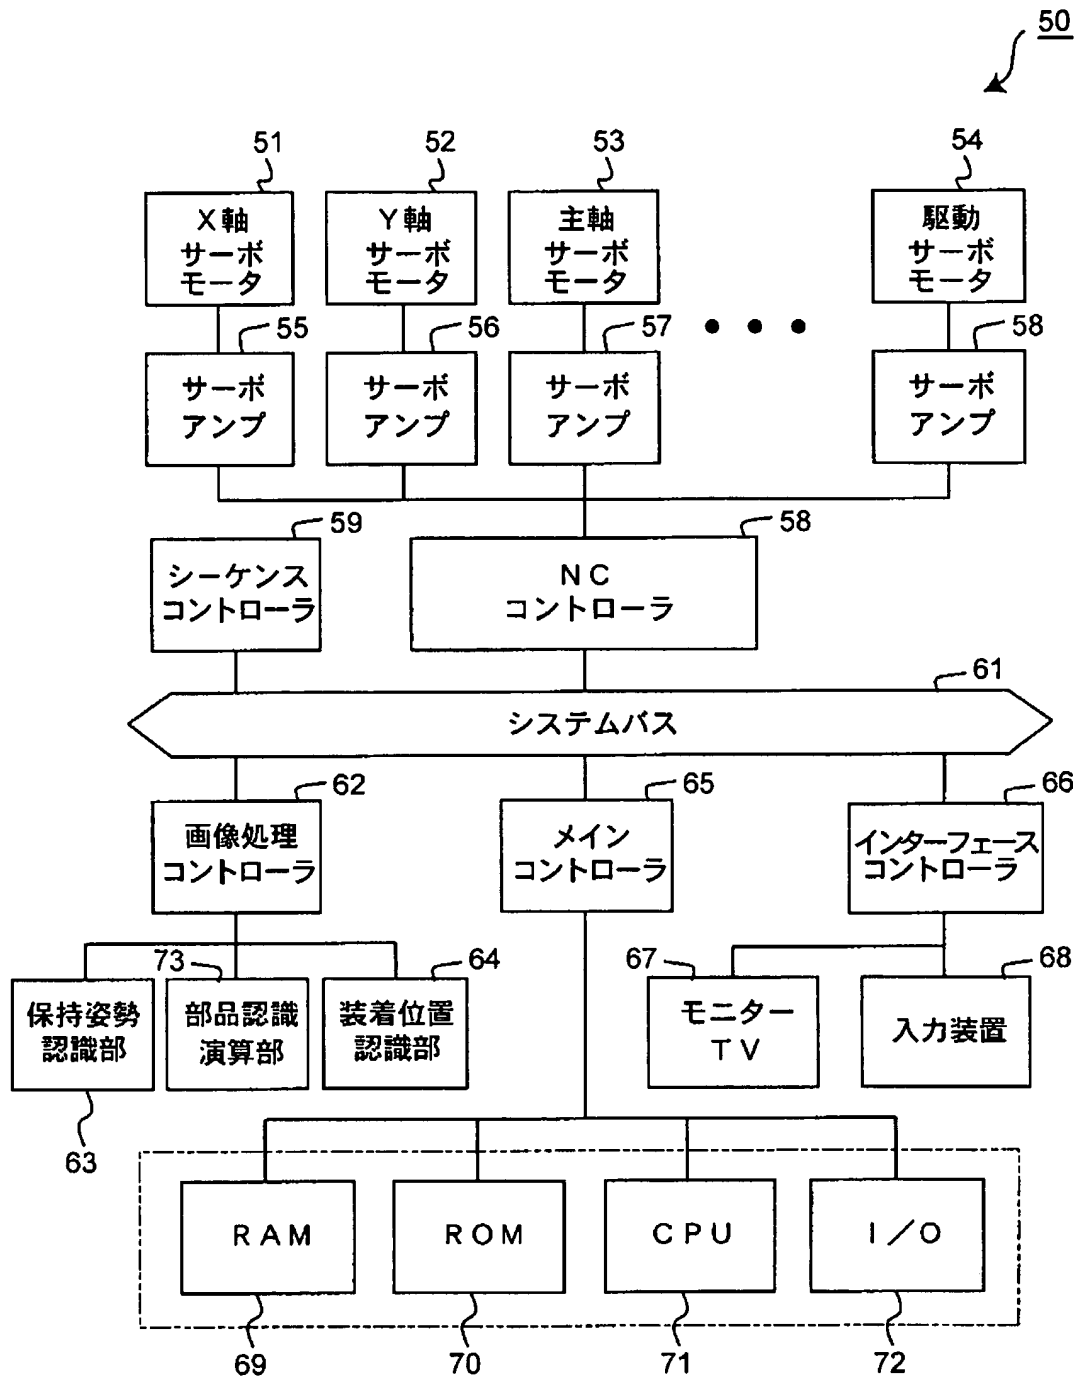 50
51
52
53
54
X軸
サーボ
モータ
Y軸
サーボ
モータ
主軸
サーボ
モータ
駆動
サーボ
モータ
55
56
57
58
サーボ
アンプ
サーボ
アンプ
サーボ
アンプ
サーボ
アンプ
59
58
シーケンス
コントローラ
NC
コントローラ
61
システムバス
62
65
66
画像処理
コントローラ
メイン
コントローラ
インターフェース
コントローラ
73
64
67
68
保持姿勢
認識部
部品認識
演算部
装着位置
認識部
モニター
TV
入力装置
63
RAM
ROM
CPU
I/O
69
70
71
72